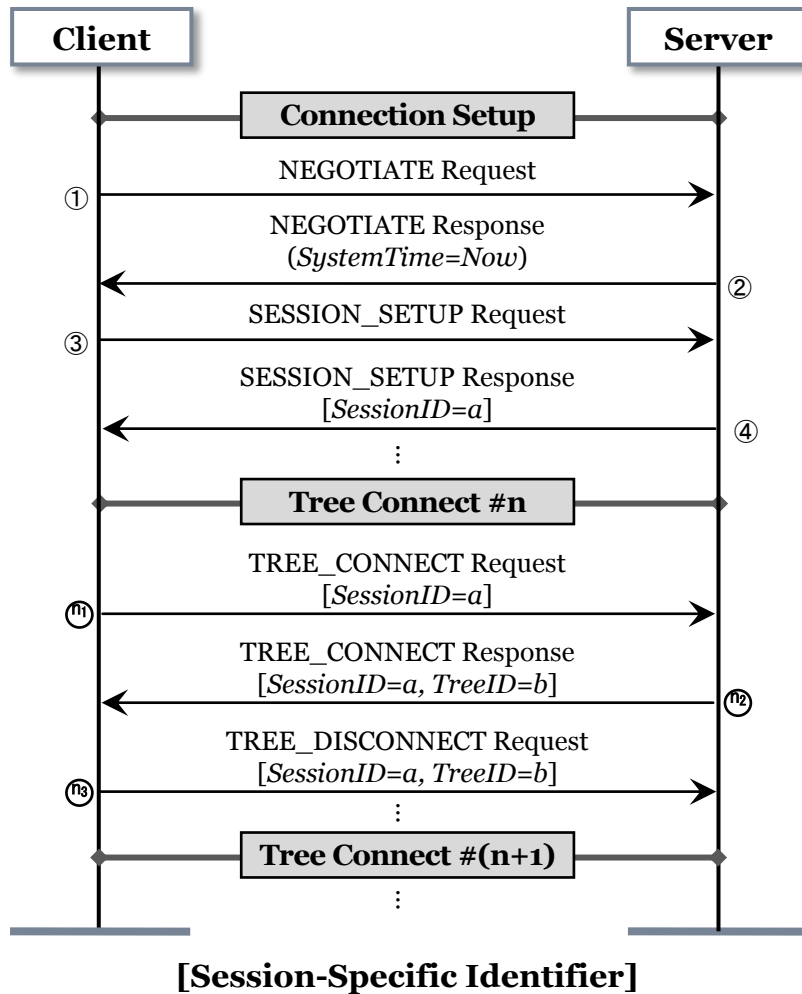 Client
Server
Connection Setup
NEGOTIATE Request
①
NEGOTIATE Response
(SystemTime=Now)
②
SESSION_SETUP Request
③
SESSION_SETUP Response
[SessionID=a]
④
⋮
Tree Connect #n
TREE_CONNECT Request
[SessionID=a]
n₁
TREE_CONNECT Response
[SessionID=a, TreeID=b]
n₂
TREE_DISCONNECT Request
[SessionID=a, TreeID=b]
n₃
⋮
Tree Connect #(n+1)
⋮
[Session-Specific Identifier]